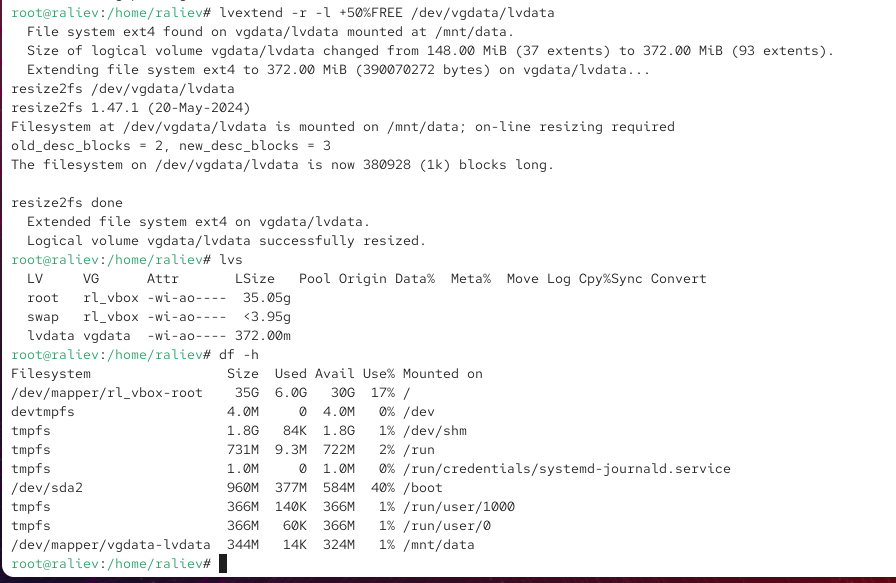 root@raliev:/home/raliev# lvextend -r -l +50%FREE /dev/vgdata/lvdata
  File system ext4 found on vgdata/lvdata mounted at /mnt/data.
  Size of logical volume vgdata/lvdata changed from 148.00 MiB (37 extents) to 372.00 MiB (93 extents).
  Extending file system ext4 to 372.00 MiB (390070272 bytes) on vgdata/lvdata...
resize2fs /dev/vgdata/lvdata
resize2fs 1.47.1 (20-May-2024)
Filesystem at /dev/vgdata/lvdata is mounted on /mnt/data; on-line resizing required
old_desc_blocks = 2, new_desc_blocks = 3
The filesystem on /dev/vgdata/lvdata is now 380928 (1k) blocks long.

resize2fs done
  Extended file system ext4 on vgdata/lvdata.
  Logical volume vgdata/lvdata successfully resized.
root@raliev:/home/raliev# lvs
  LV     VG      Attr       LSize   Pool Origin Data%  Meta%  Move Log Cpy%Sync Convert
  root   rl_vbox -wi-ao----  35.05g
  swap   rl_vbox -wi-ao----  <3.95g
  lvdata vgdata  -wi-ao---- 372.00m
root@raliev:/home/raliev# df -h
Filesystem                 Size  Used Avail Use% Mounted on
/dev/mapper/rl_vbox-root    35G  6.0G   30G  17% /
devtmpfs                   4.0M     0  4.0M   0% /dev
tmpfs                      1.8G   84K  1.8G   1% /dev/shm
tmpfs                      731M  9.3M  722M   2% /run
tmpfs                      1.0M     0  1.0M   0% /run/credentials/systemd-journald.service
/dev/sda2                  960M  377M  584M  40% /boot
tmpfs                      366M  140K  366M   1% /run/user/1000
tmpfs                      366M   60K  366M   1% /run/user/0
/dev/mapper/vgdata-lvdata  344M   14K  324M   1% /mnt/data
root@raliev:/home/raliev#